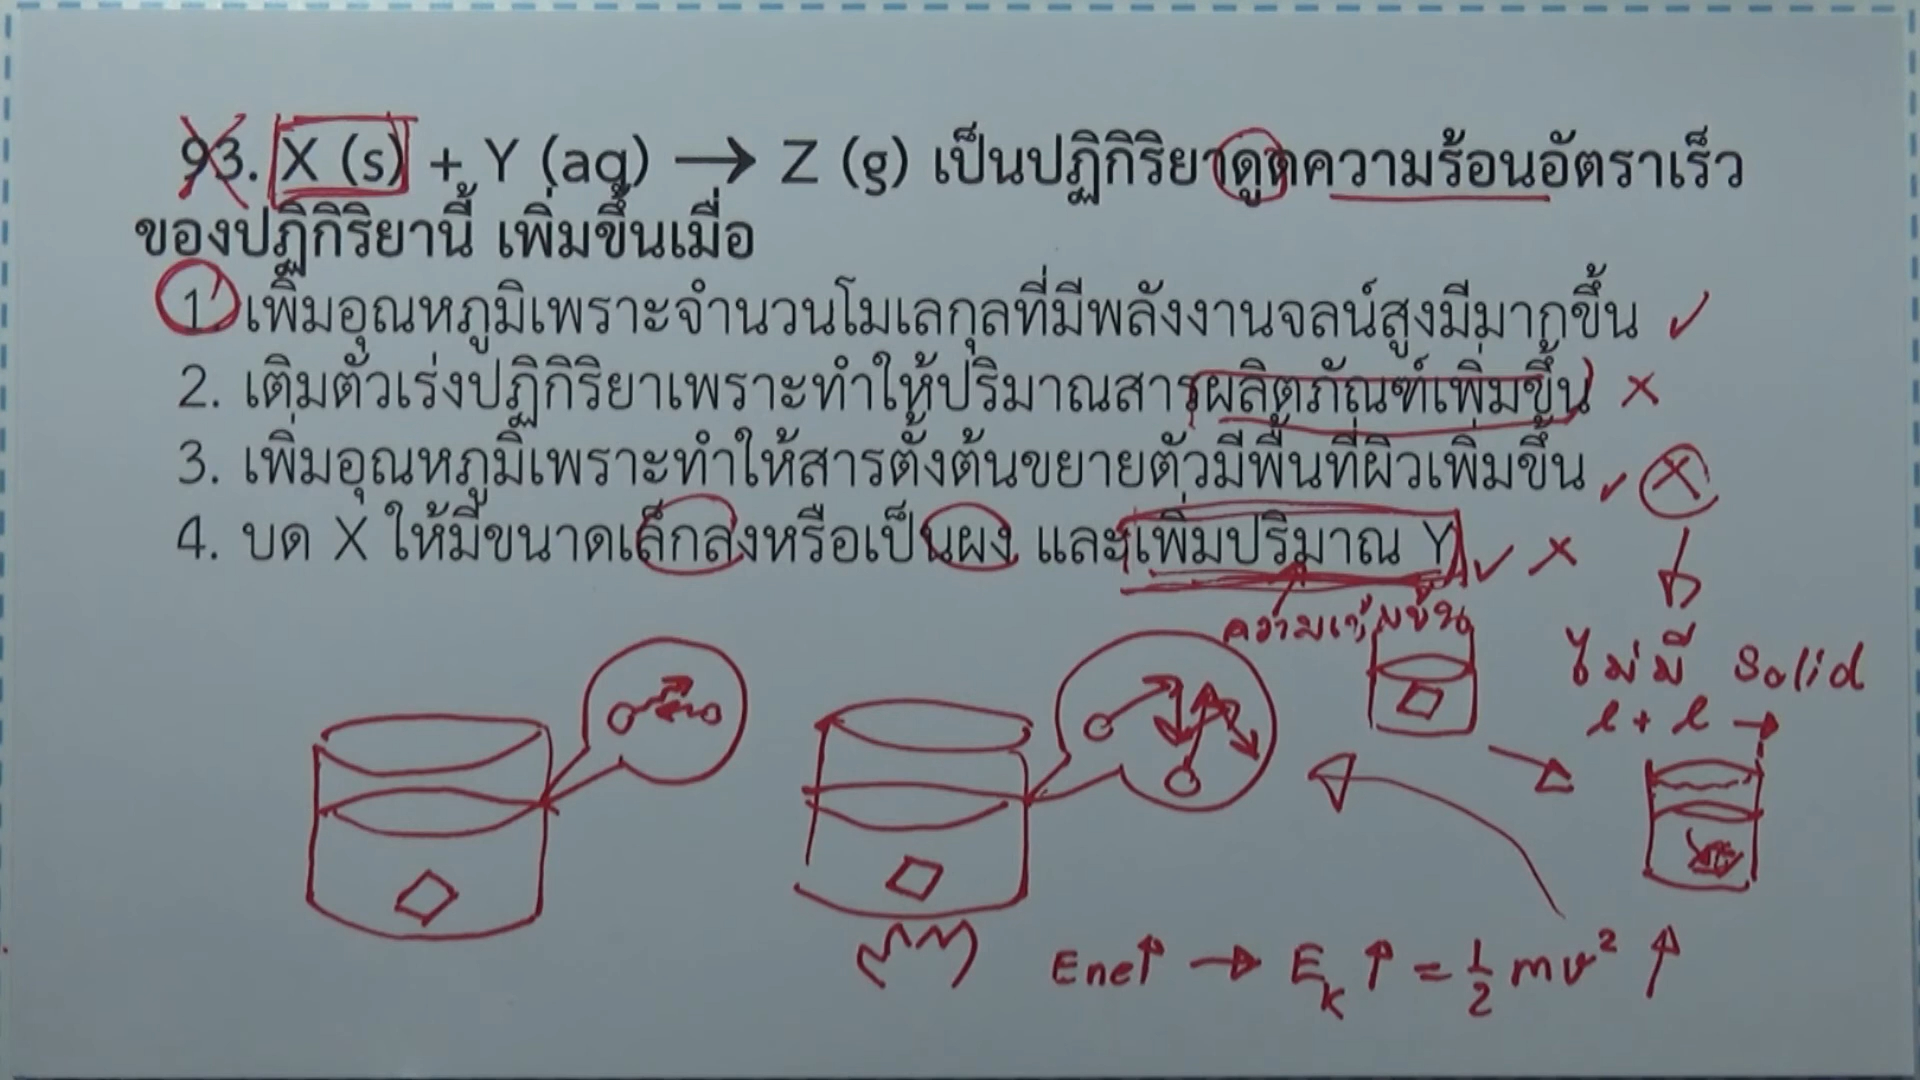 93. X (s) + Y (aq) → Z (g) เป็นปฏิกิริยาดูดความร้อนอัตราเร็ว
ของปฏิกิริยานี้ เพิ่มขึ้นเมื่อ
1. เพิ่มอุณหภูมิเพราะจำนวนโมเลกุลที่มีพลังงานจลน์สูงมีมากขึ้น ✓
2. เติมตัวเร่งปฏิกิริยาเพราะทำให้ปริมาณสารผลิตภัณฑ์เพิ่มขึ้น ×
3. เพิ่มอุณหภูมิเพราะทำให้สารตั้งต้นขยายตัวมีพื้นที่ผิวเพิ่มขึ้น ✓ ×
4. บด X ให้มีขนาดเล็กลงหรือเป็นผง และเพิ่มปริมาณ Y ✓ ×
ความเข้มข้น
ไม่มี Solid
l + l →
Ene↑ → E_k ↑ = 1/2 mv² ↑